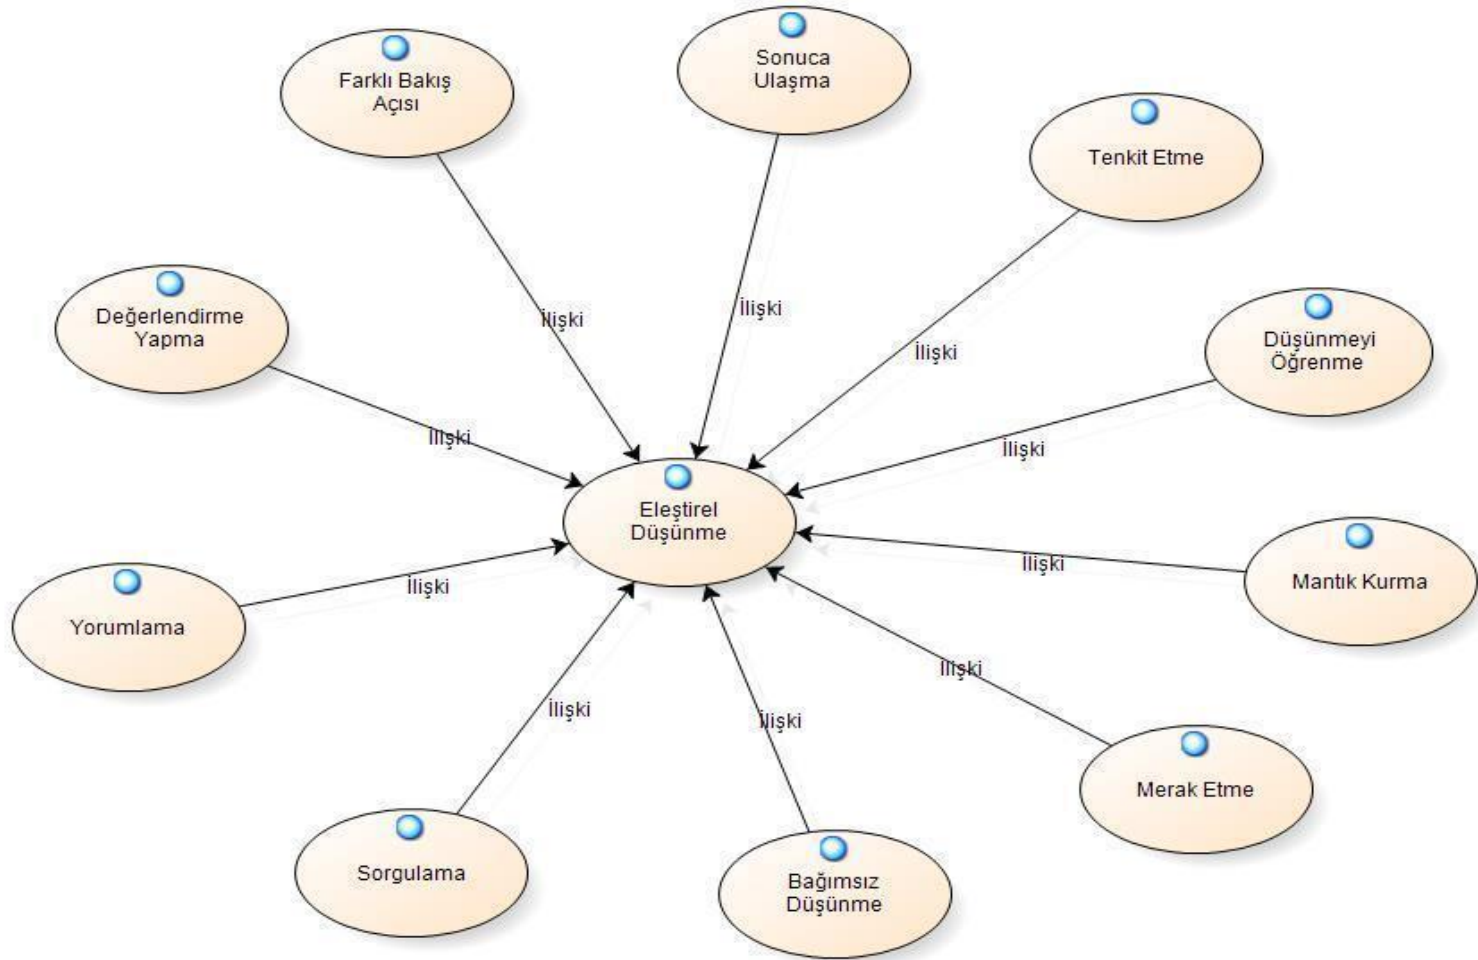 Sonuca
Ulaşma
Farklı Bakış
Açısı
Tenkit Etme
Değerlendirme
Yapma
İlişki
İlişki
İlişki
Düşünmeyi
Öğrenme
İlişki
İlişki
Eleştirel
Düşünme
İlişki
Mantık Kurma
İlişki
Yorumlama
İlişki
İlişki
İlişki
Merak Etme
Sorgulama
Bağımsız
Düşünme